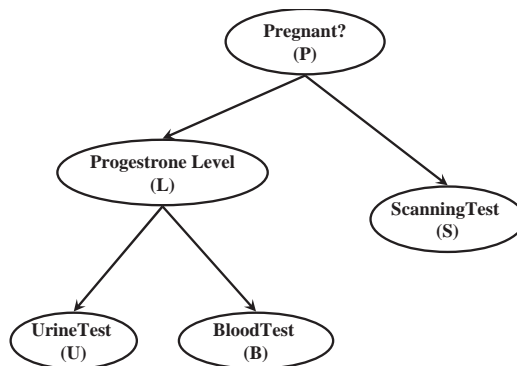 Pregnant?
(P)
Progestrone Level
(L)
ScanningTest
(S)
UrineTest
(U)
BloodTest
(B)